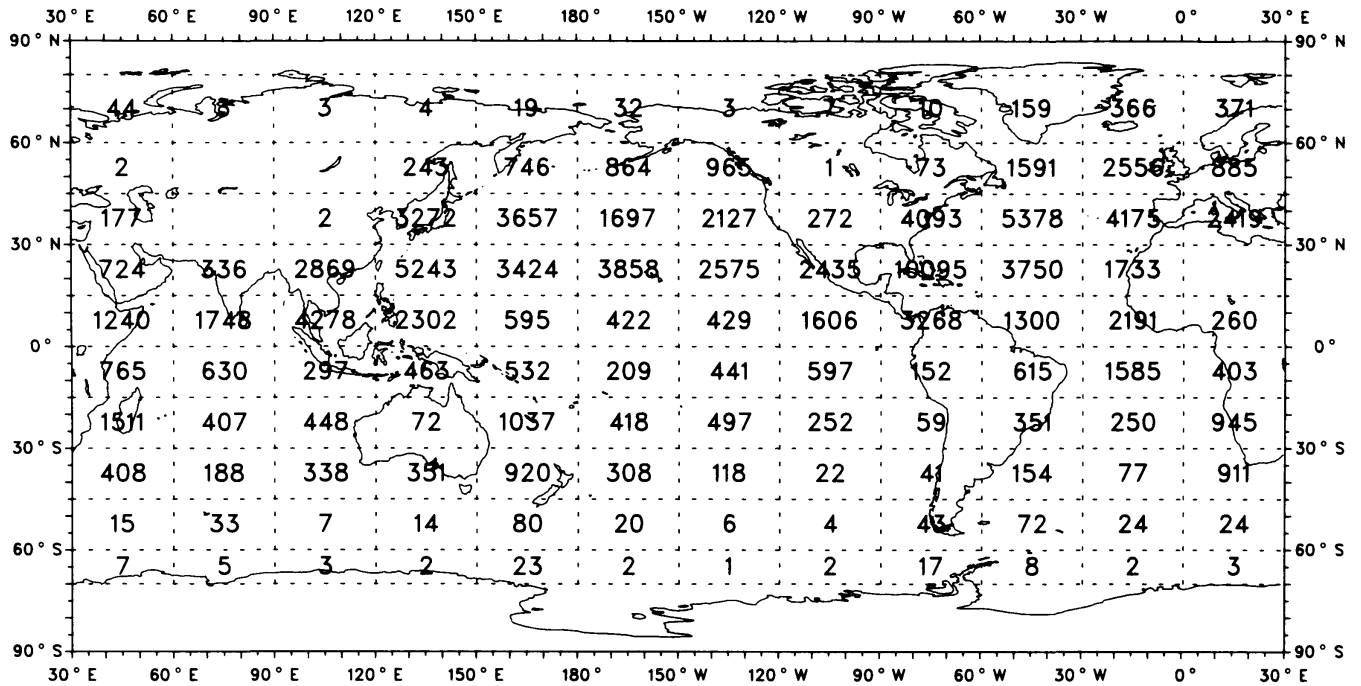 30° E 60° E 90° E 120° E 150° E 180° 150° W 120° W 90° W 60° W 30° W 0° 30° E
90° N 90° N
44 3 4 19 32 3 10 159 366 371
60° N 60° N
2 243 746 864 965 1 73 1591 2556 885
177 2 3272 3657 1697 2127 272 4093 5378 4175 2419
30° N 30° N
724 336 2869 5243 3424 3858 2575 2435 10095 3750 1733
1240 1748 4278 2302 595 422 429 1606 3268 1300 2191 260
0° 0°
765 630 297 463 532 209 441 597 152 615 1585 403
1511 407 448 72 1037 418 497 252 59 351 250 945
30° S 30° S
408 188 338 351 920 308 118 22 41 154 77 911
15 33 7 14 80 20 6 4 43 72 24 24
60° S 60° S
7 5 3 2 23 2 1 2 17 8 2 3
90° S 90° S
30° E 60° E 90° E 120° E 150° E 180° 150° W 120° W 90° W 60° W 30° W 0° 30° E